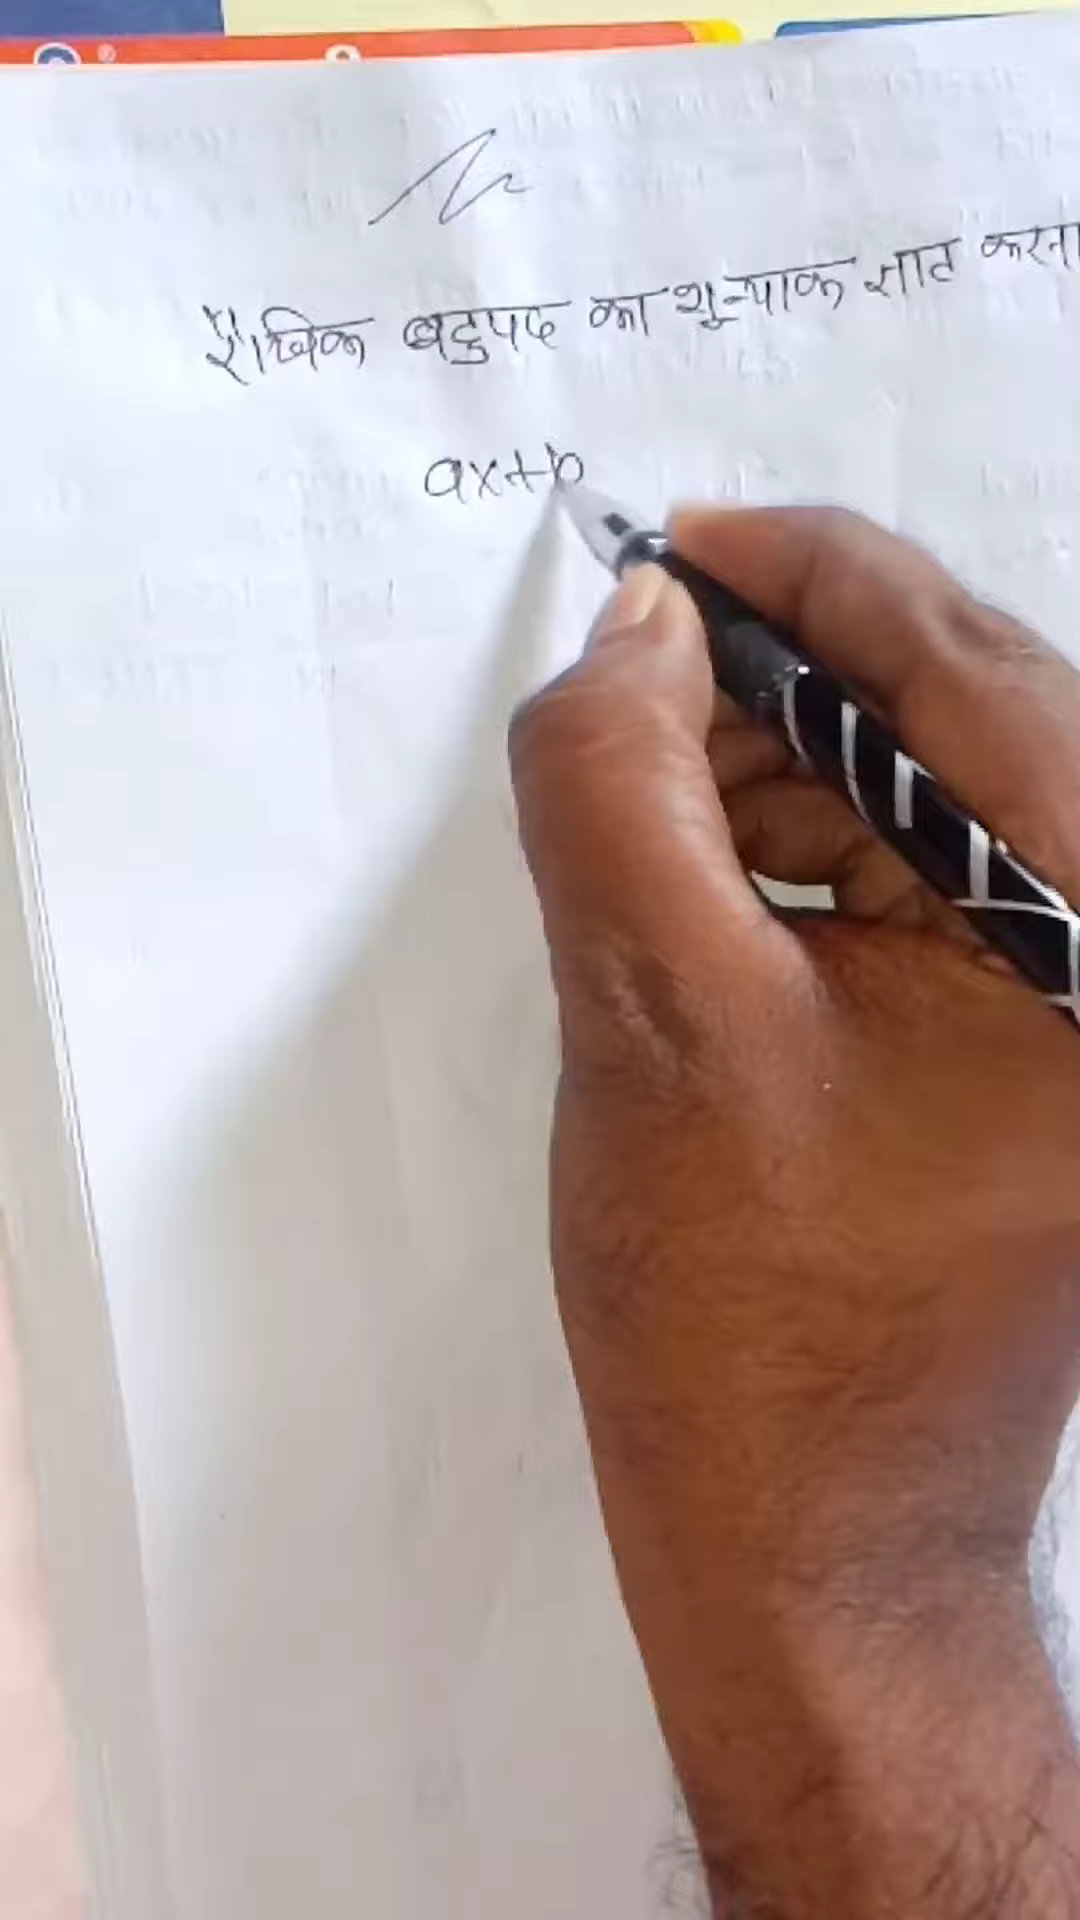 रैखिक बहुपद का शून्याक ज्ञात करना
ax+b